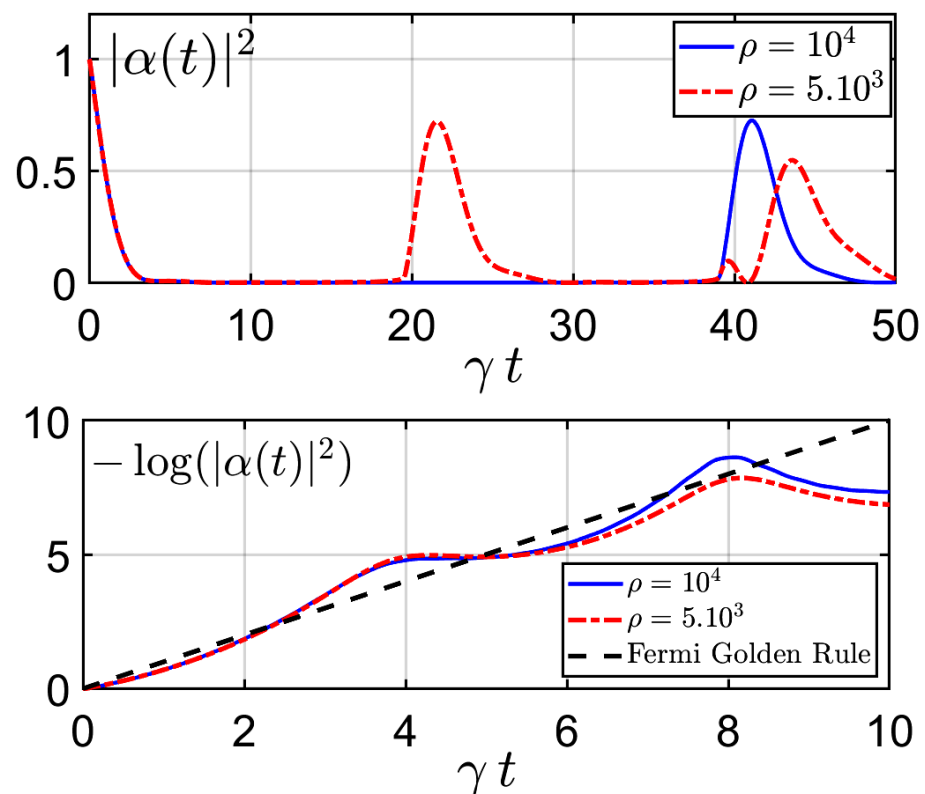 |α(t)|²
ρ = 10⁴
ρ = 5.10³
1
0.5
0
0 10 20 30 40 50
γ t
− log(|α(t)|²)
10
5
0
ρ = 10⁴
ρ = 5.10³
Fermi Golden Rule
0 2 4 6 8 10
γ t